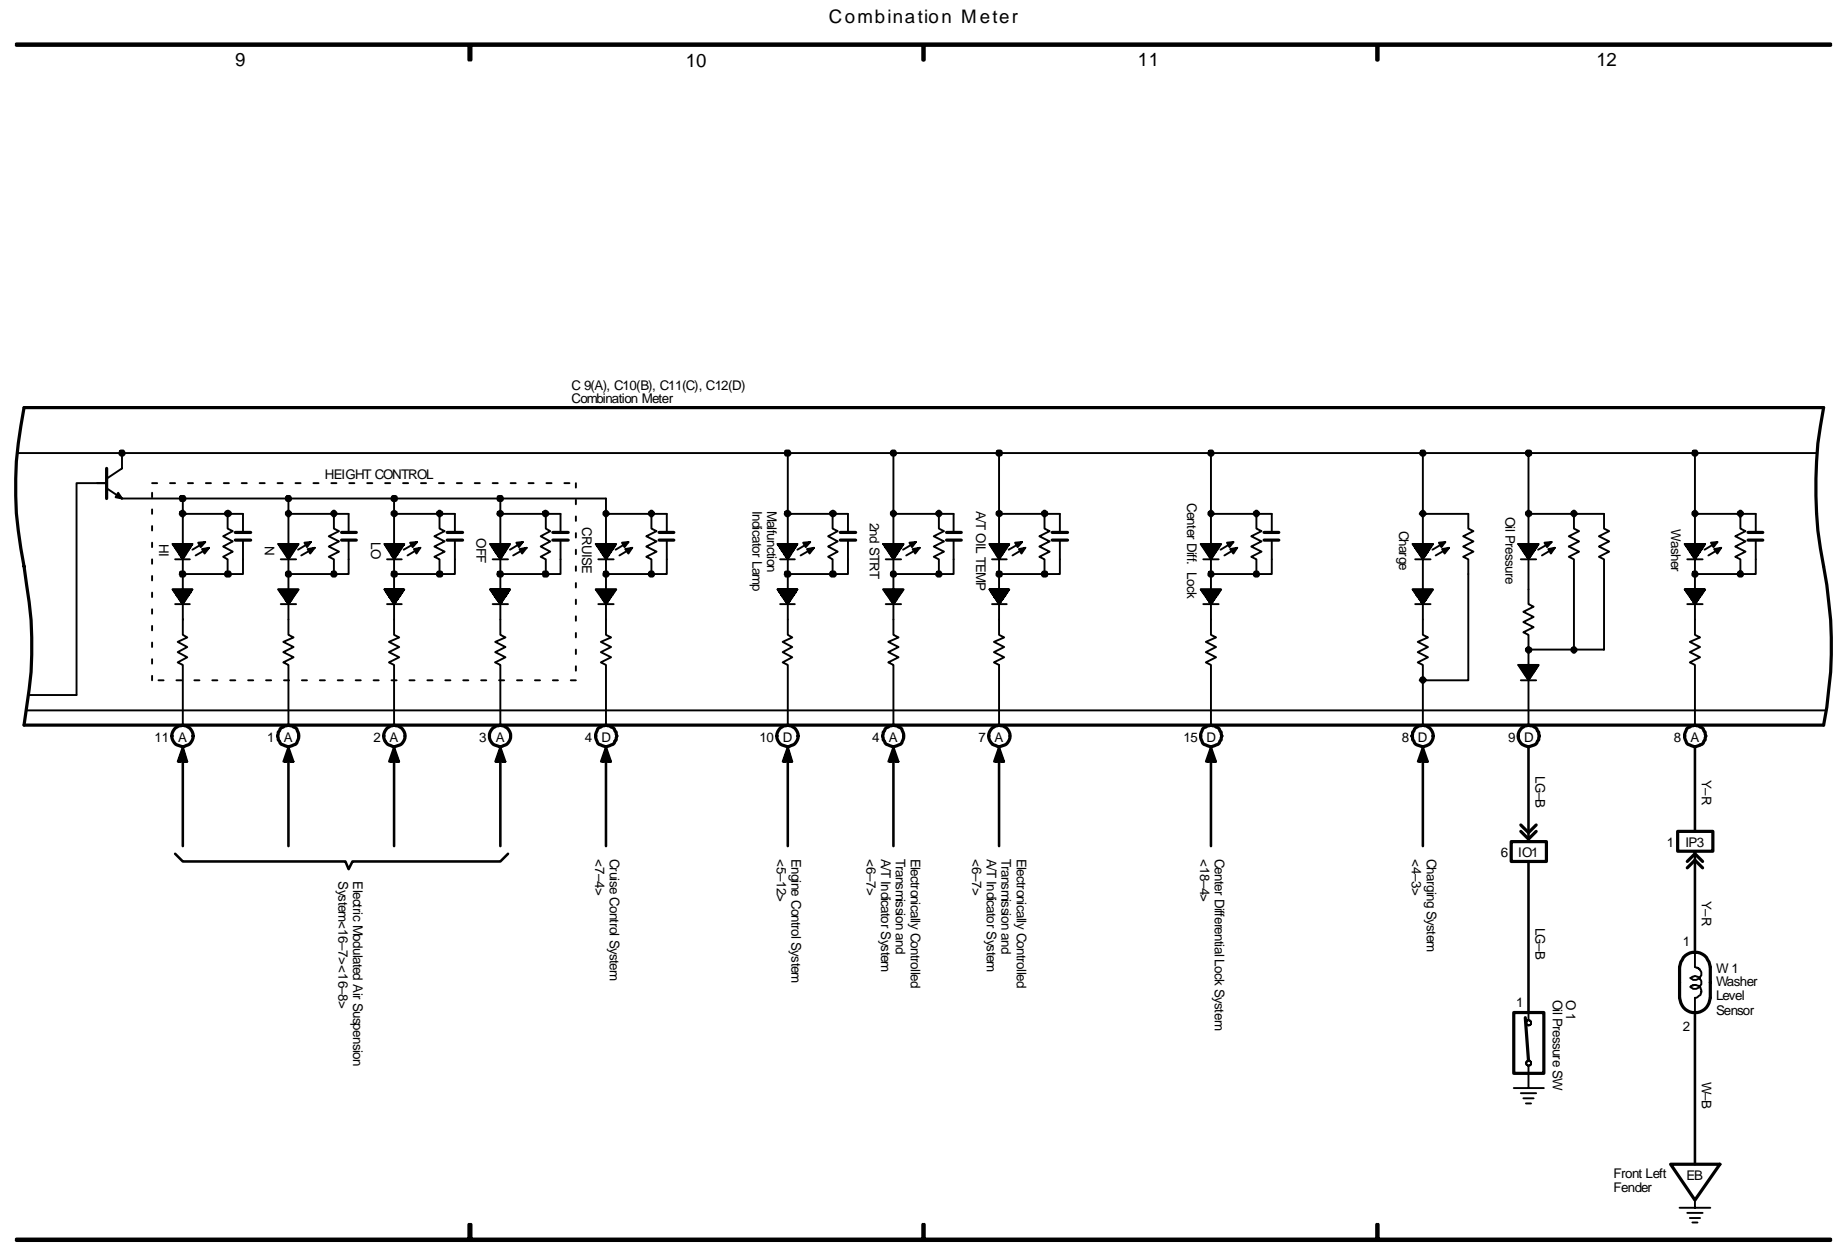 Combination Meter
9
10
11
12
C 9(A), C10(B), C11(C), C12(D)
Combination Meter
HEIGHT CONTROL
HI
N
LO
OFF
CRUISE
Malfunction
Indicator Lamp
2nd STRT
A/T OIL TEMP
Center Diff. Lock
Charge
Oil Pressure
Washer
11 A
1 A
2 A
3 A
4 D
10 D
4 A
7 A
15 D
8 D
9 D
8 A
Electric Modulated Air Suspension
System<16–7><16–8>
Cruise Control System
<7–4>
Engine Control System
<5–12>
Electronically Controlled
Transmission and
A/T Indicator System
<6–7>
Electronically Controlled
Transmission and
A/T Indicator System
<6–7>
Center Differential Lock System
<18–4>
Charging System
<4–3>
LG–B
6 IO1
LG–B
1
O 1
Oil Pressure SW
Y–R
1 IP3
Y–R
1
W 1
Washer
Level
Sensor
2
W–B
Front Left
Fender
EB